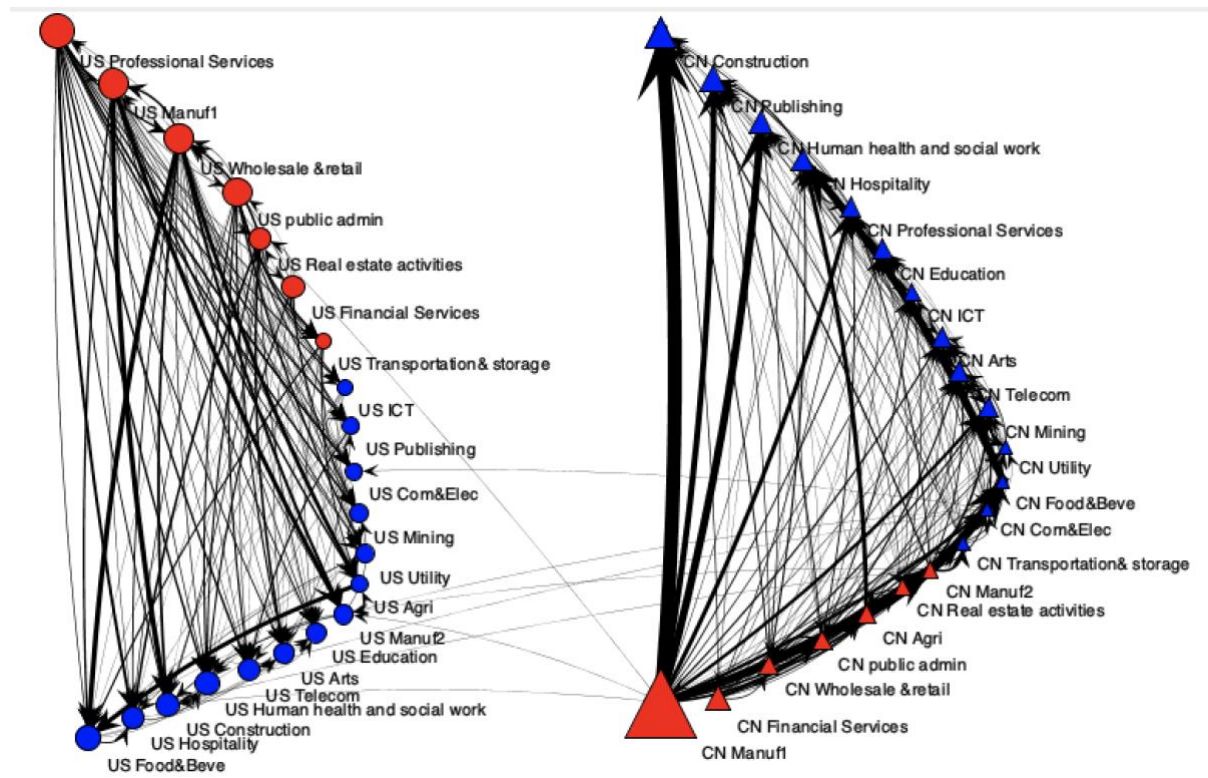 US Professional Services
US Manuf1
US Wholesale &retail
US public admin
US Real estate activities
US Financial Services
US Transportation& storage
US ICT
US Publishing
US Com&Elec
US Mining
US Utility
US Agri
US Manuf2
US Education
US Arts
US Telecom
US Human health and social work
US Construction
US Hospitality
US Food&Beve
CN Construction
CN Publishing
CN Human health and social work
CN Hospitality
CN Professional Services
CN Education
CN ICT
CN Arts
CN Telecom
CN Mining
CN Utility
CN Food&Beve
CN Com&Elec
CN Transportation& storage
CN Manuf2
CN Real estate activities
CN Agri
CN public admin
CN Wholesale &retail
CN Financial Services
CN Manuf1